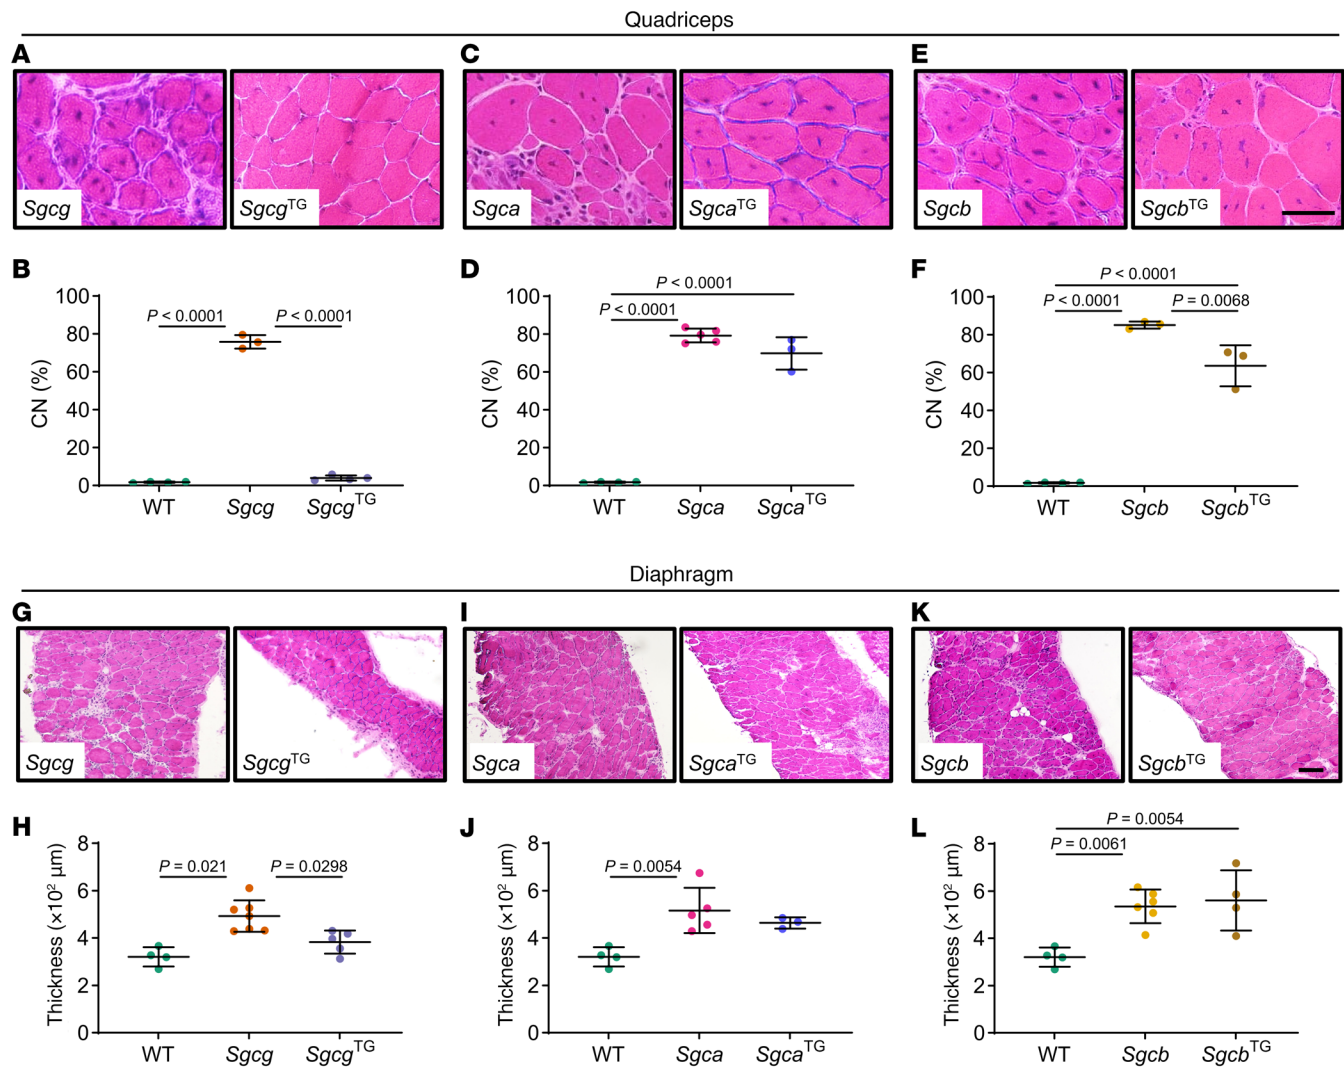 Quadriceps
A
C
E
Sgcg
SgcgTG
Sgca
SgcaTG
Sgcb
SgcbTG
B
CN (%)
100
80
60
40
20
0
P < 0.0001
P < 0.0001
WT
Sgcg
SgcgTG
D
CN (%)
100
80
60
40
20
0
P < 0.0001
P < 0.0001
WT
Sgca
SgcaTG
F
CN (%)
100
80
60
40
20
0
P < 0.0001
P < 0.0001
P = 0.0068
WT
Sgcb
SgcbTG
Diaphragm
G
I
K
Sgcg
SgcgTG
Sgca
SgcaTG
Sgcb
SgcbTG
H
Thickness (×10² µm)
8
6
4
2
0
P = 0.021
P = 0.0298
WT
Sgcg
SgcgTG
J
Thickness (×10² µm)
8
6
4
2
0
P = 0.0054
WT
Sgca
SgcaTG
L
Thickness (×10² µm)
8
6
4
2
0
P = 0.0054
P = 0.0061
WT
Sgcb
SgcbTG